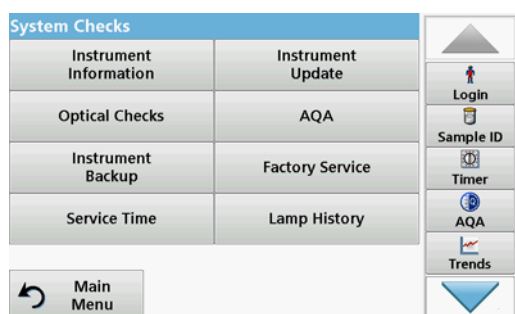 System Checks
Instrument
Information
Instrument
Update
Optical Checks
AQA
Instrument
Backup
Factory Service
Service Time
Lamp History
Main
Menu
Login
Sample ID
Timer
AQA
Trends